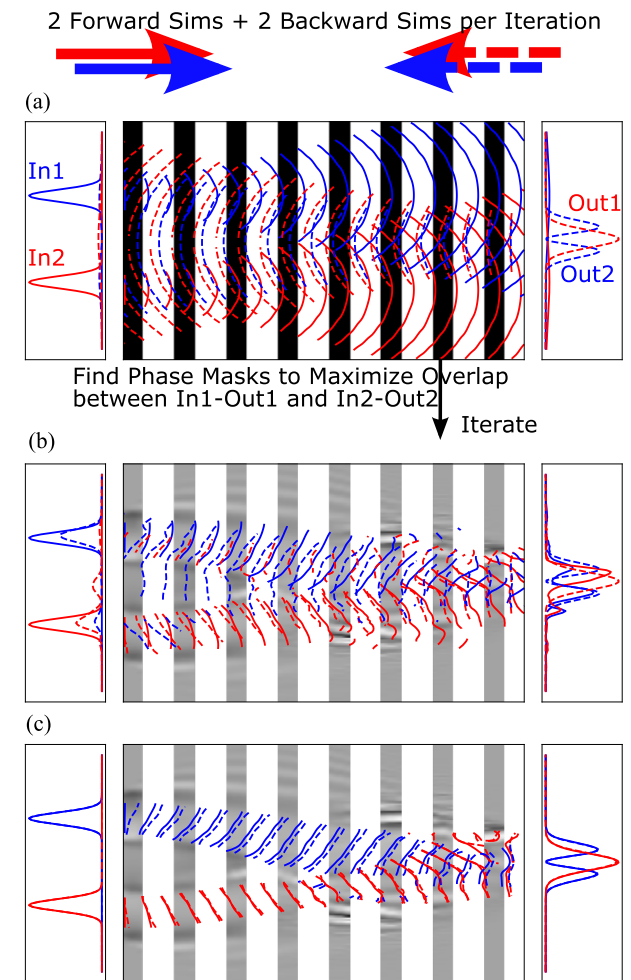 2 Forward Sims + 2 Backward Sims per Iteration
(a)
In1
In2
Out1
Out2
Find Phase Masks to Maximize Overlap
between In1-Out1 and In2-Out2
Iterate
(b)
(c)